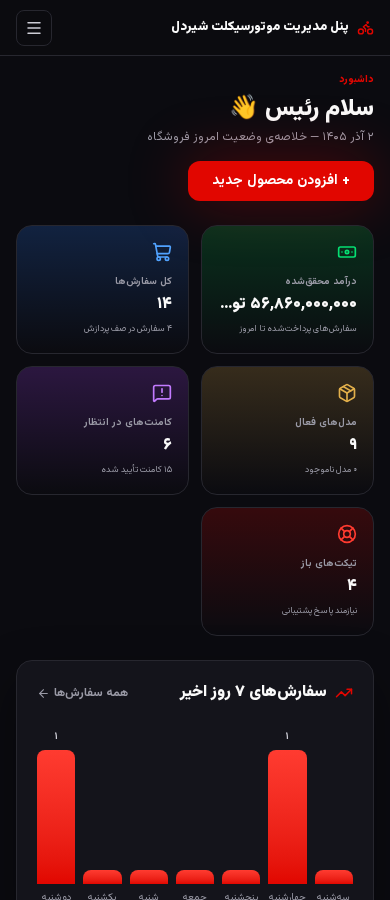 پنل مدیریت موتورسیکلت شیردل
داشبورد
سلام رئیس 👋
۲ آذر ۱۴۰۵ — خلاصه‌ی وضعیت امروز فروشگاه
+ افزودن محصول جدید
درآمد محقق‌شده
۵۶,۸۶۰,۰۰۰,۰۰۰ تو...
سفارش‌های پرداخت‌شده تا امروز
کل سفارش‌ها
۱۴
۴ سفارش در صف پردازش
مدل‌های فعال
۹
۰ مدل ناموجود
کامنت‌های در انتظار
۶
۱۵ کامنت تأیید شده
تیکت‌های باز
۴
نیازمند پاسخ پشتیبانی
سفارش‌های ۷ روز اخیر
همه سفارش‌ها
۱ ۱
سه‌شنبه چهارشنبه پنجشنبه جمعه شنبه یکشنبه دوشنبه